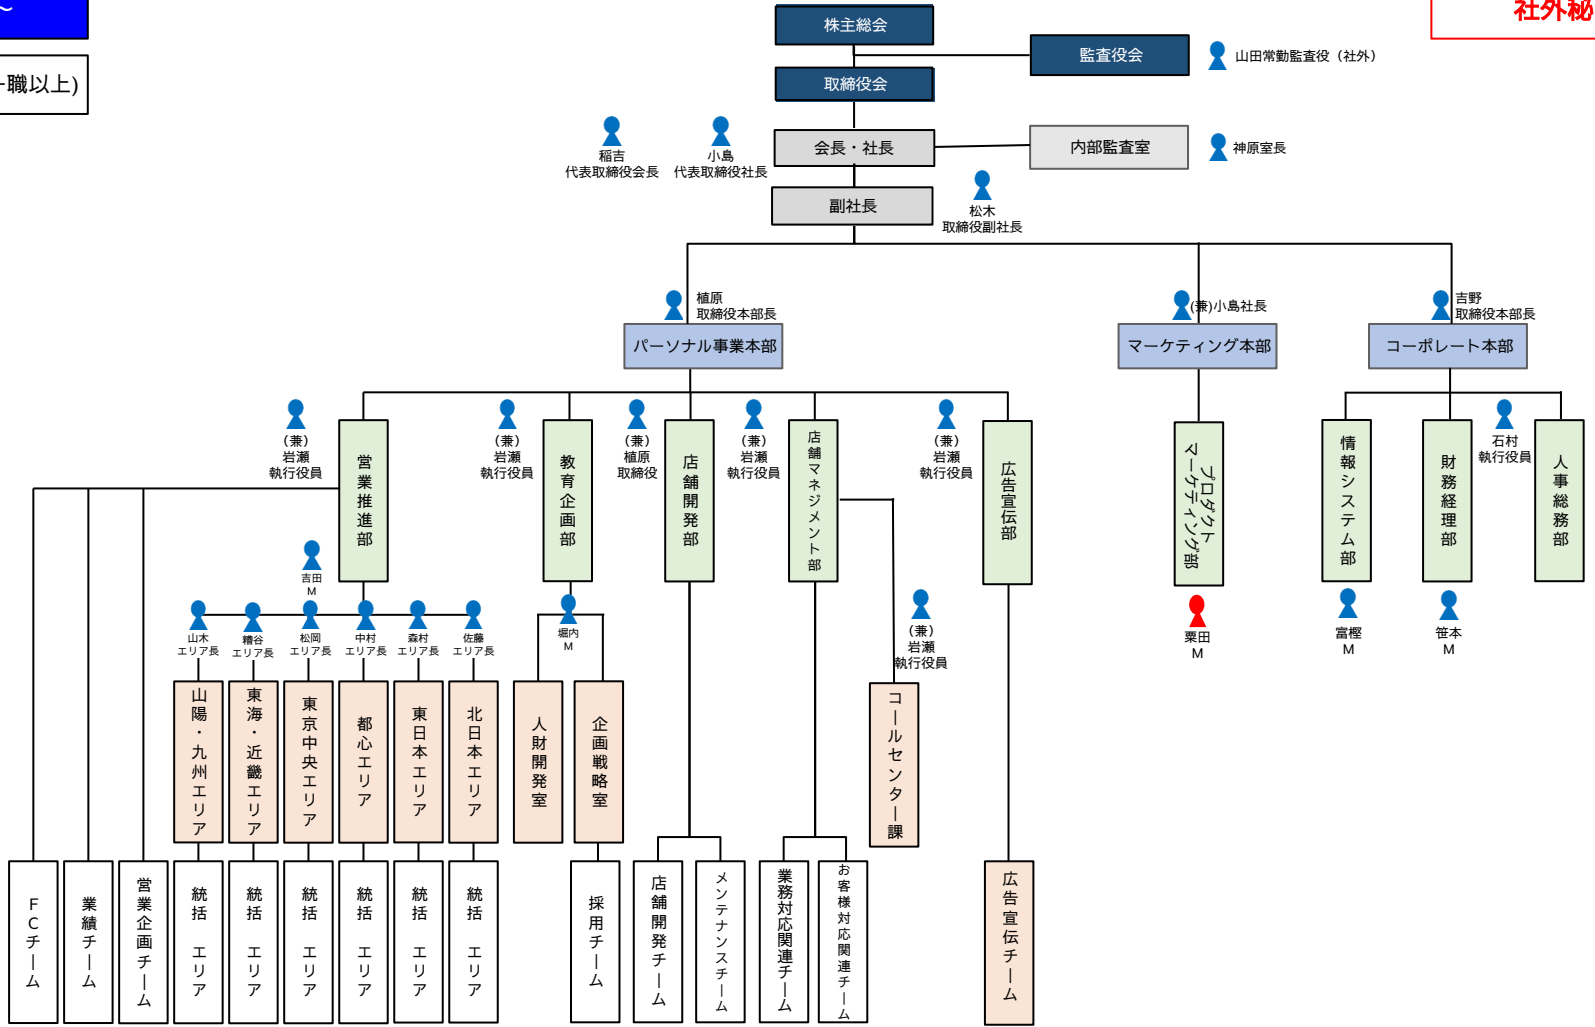 ～
社外秘
株主総会
監査役会
山田常勤監査役（社外）
ー職以上)
取締役会
稲吉
代表取締役会長
小島
代表取締役社長
会長・社長
内部監査室
神原室長
副社長
松木
取締役副社長
植原
取締役本部長
パーソナル事業本部
(兼)小島社長
マーケティング本部
吉野
取締役本部長
コーポレート本部
（兼）
岩瀬
執行役員
営業推進部
（兼）
岩瀬
執行役員
教育企画部
（兼）
植原
取締役
店舗開発部
（兼）
岩瀬
執行役員
店舗マネジメント部
（兼）
岩瀬
執行役員
広告宣伝部
プロダクト
マーケティング部
情報システム部
財務経理部
石村
執行役員
人事総務部
吉田
M
山木
エリア長
糟谷
エリア長
松岡
エリア長
中村
エリア長
森村
エリア長
佐藤
エリア長
堀内
M
（兼）
岩瀬
執行役員
栗田
M
富樫
M
笹本
M
山陽・九州エリア
東海・近畿エリア
東京中央エリア
都心エリア
東日本エリア
北日本エリア
人財開発室
企画戦略室
コールセンター課
ＦＣチーム
業績チーム
営業企画チーム
統括　エリア
統括　エリア
統括　エリア
統括　エリア
統括　エリア
統括　エリア
採用チーム
店舗開発チーム
メンテナンスチーム
業務対応関連チーム
お客様対応関連チーム
広告宣伝チーム